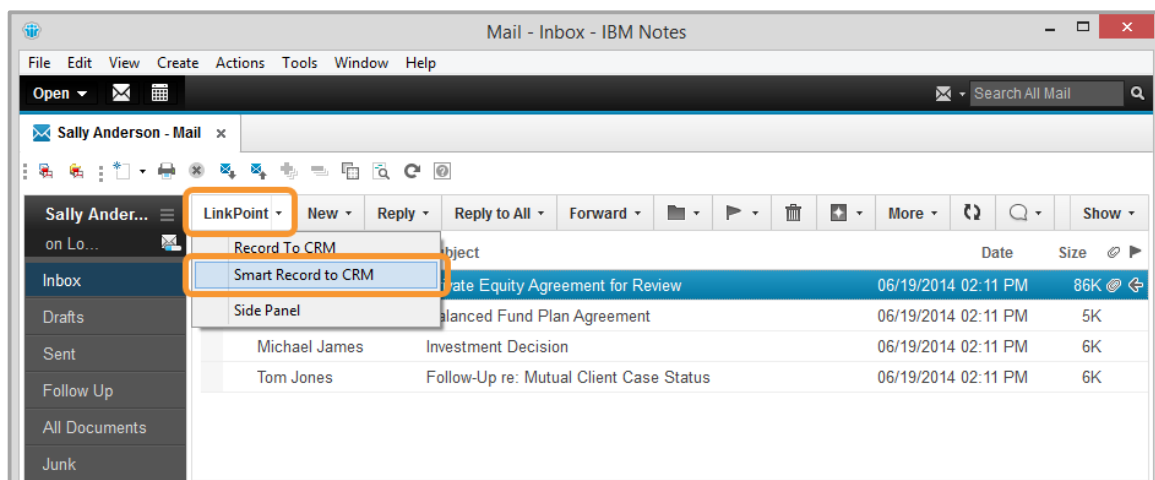 Mail - Inbox - IBM Notes
File Edit View Create Actions Tools Window Help
Open Search All Mail
Sally Anderson - Mail
Sally Ander... LinkPoint New Reply Reply to All Forward More Show
on Lo... Record To CRM bject Date Size
Inbox Smart Record to CRM vate Equity Agreement for Review 06/19/2014 02:11 PM 86K
Drafts Side Panel alanced Fund Plan Agreement 06/19/2014 02:11 PM 5K
Sent Michael James Investment Decision 06/19/2014 02:11 PM 6K
Follow Up Tom Jones Follow-Up re: Mutual Client Case Status 06/19/2014 02:11 PM 6K
All Documents
Junk